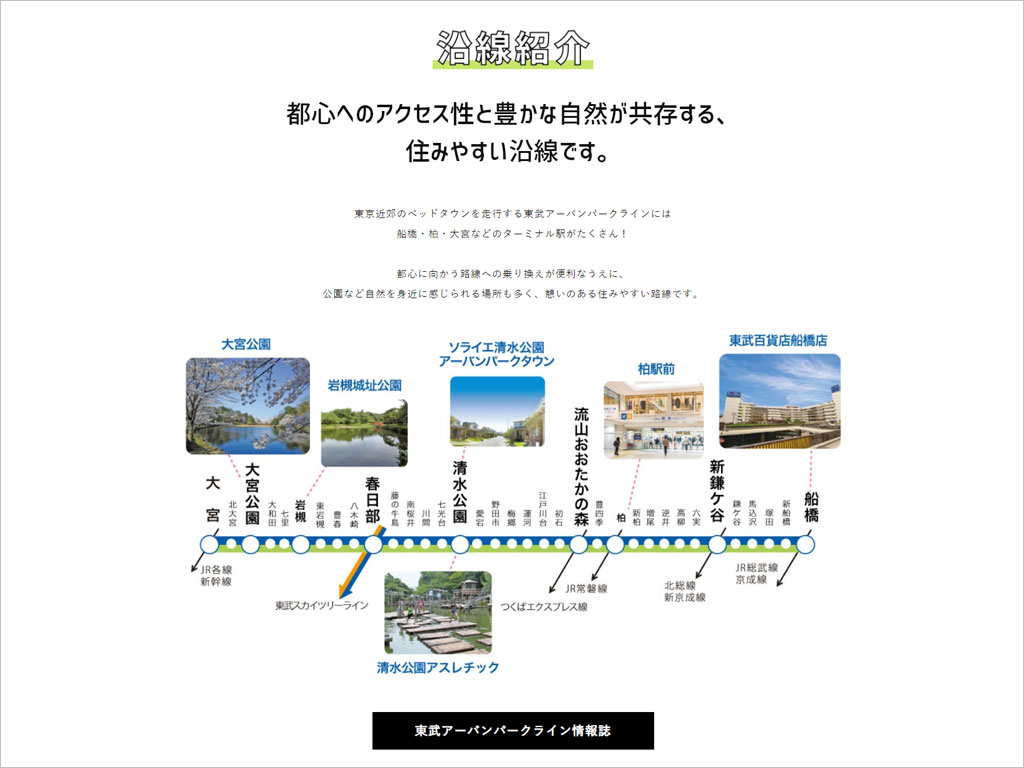 沿線紹介
都心へのアクセス性と豊かな自然が共存する、
住みやすい沿線です。
東京近郊のベッドタウンを走行する東武アーバンパークラインには
船橋・柏・大宮などのターミナル駅がたくさん！
都心に向かう路線への乗り換えが便利なうえに、
公園など自然を身近に感じられる場所も多く、憩いのある住みやすい路線です。
大宮公園
岩槻城址公園
ソライエ清水公園
アーバンパークタウン
柏駅前
東武百貨店船橋店
大宮
北大宮
大宮公園
大和田
七里
岩槻
東岩槻
豊春
八木崎
春日部
藤の牛島
南桜井
川間
七光台
清水公園
愛宕
野田市
梅郷
運河
江戸川台
初石
流山おおたかの森
豊四季
柏
新柏
増尾
逆井
高柳
六実
新鎌ケ谷
鎌ケ谷
馬込沢
塚田
新船橋
船橋
JR各線
新幹線
東武スカイツリーライン
つくばエクスプレス線
JR常磐線
北総線
新京成線
JR総武線
京成線
清水公園アスレチック
東武アーバンパークライン情報誌